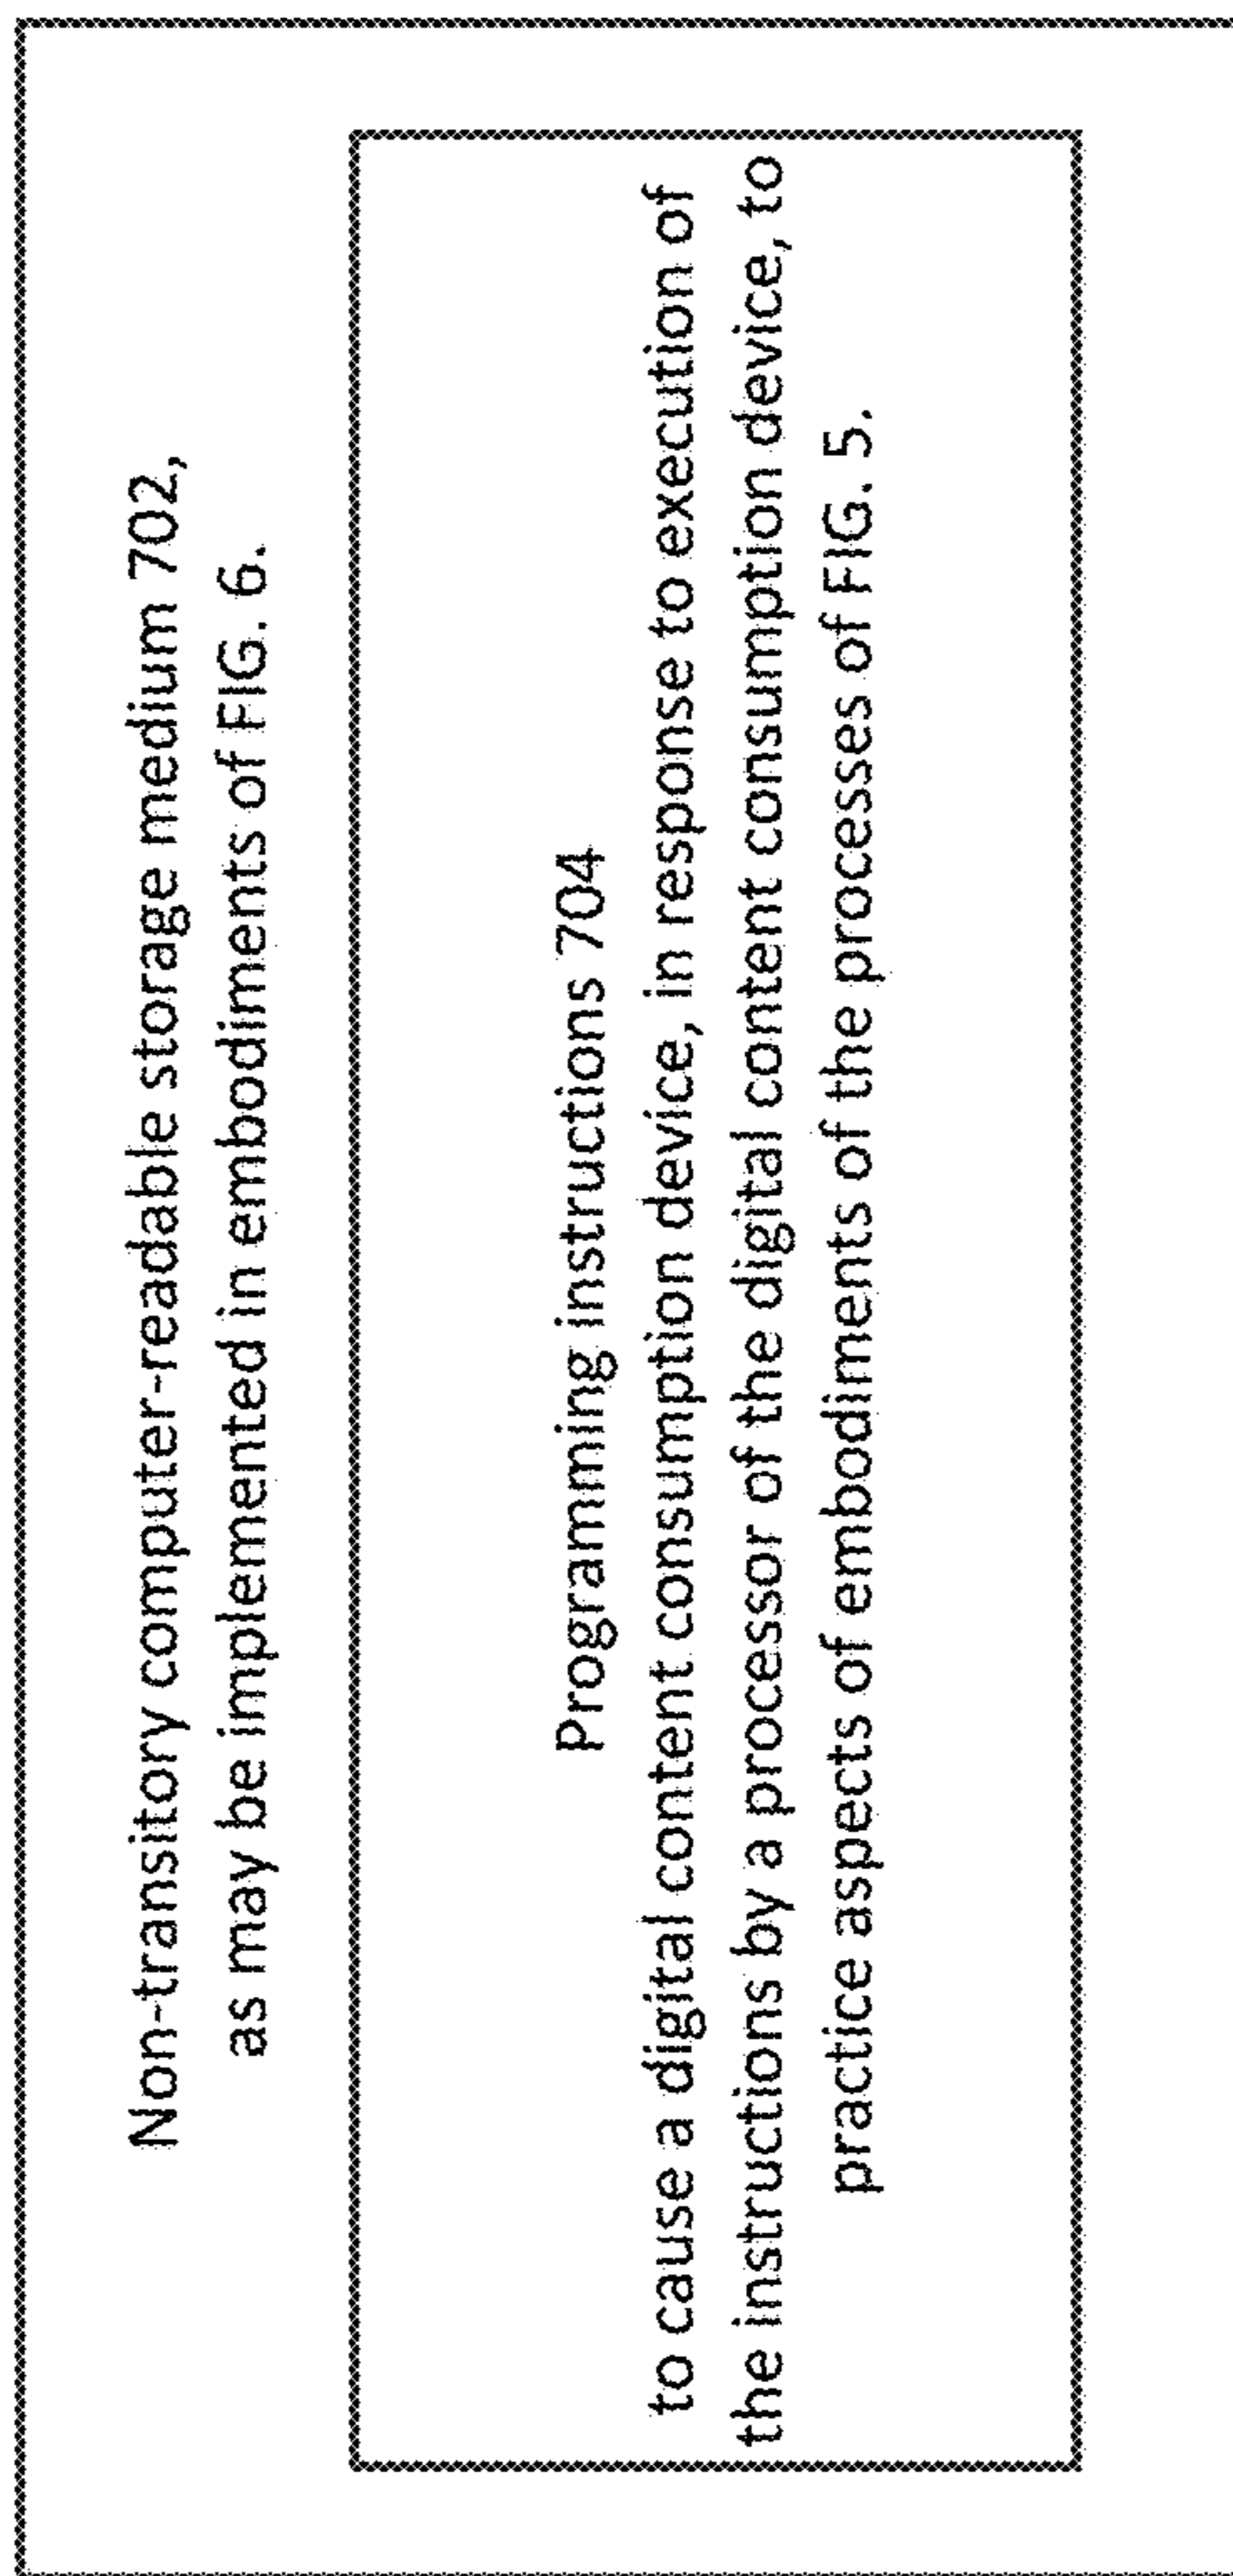 Non-transitory computer-readable storage medium 702,
as may be implemented in embodiments of FIG. 6.
Programming instructions 704
to cause a digital content consumption device, in response to execution of
the instructions by a processor of the digital content consumption device, to
practice aspects of embodiments of the processes of FIG. 5.